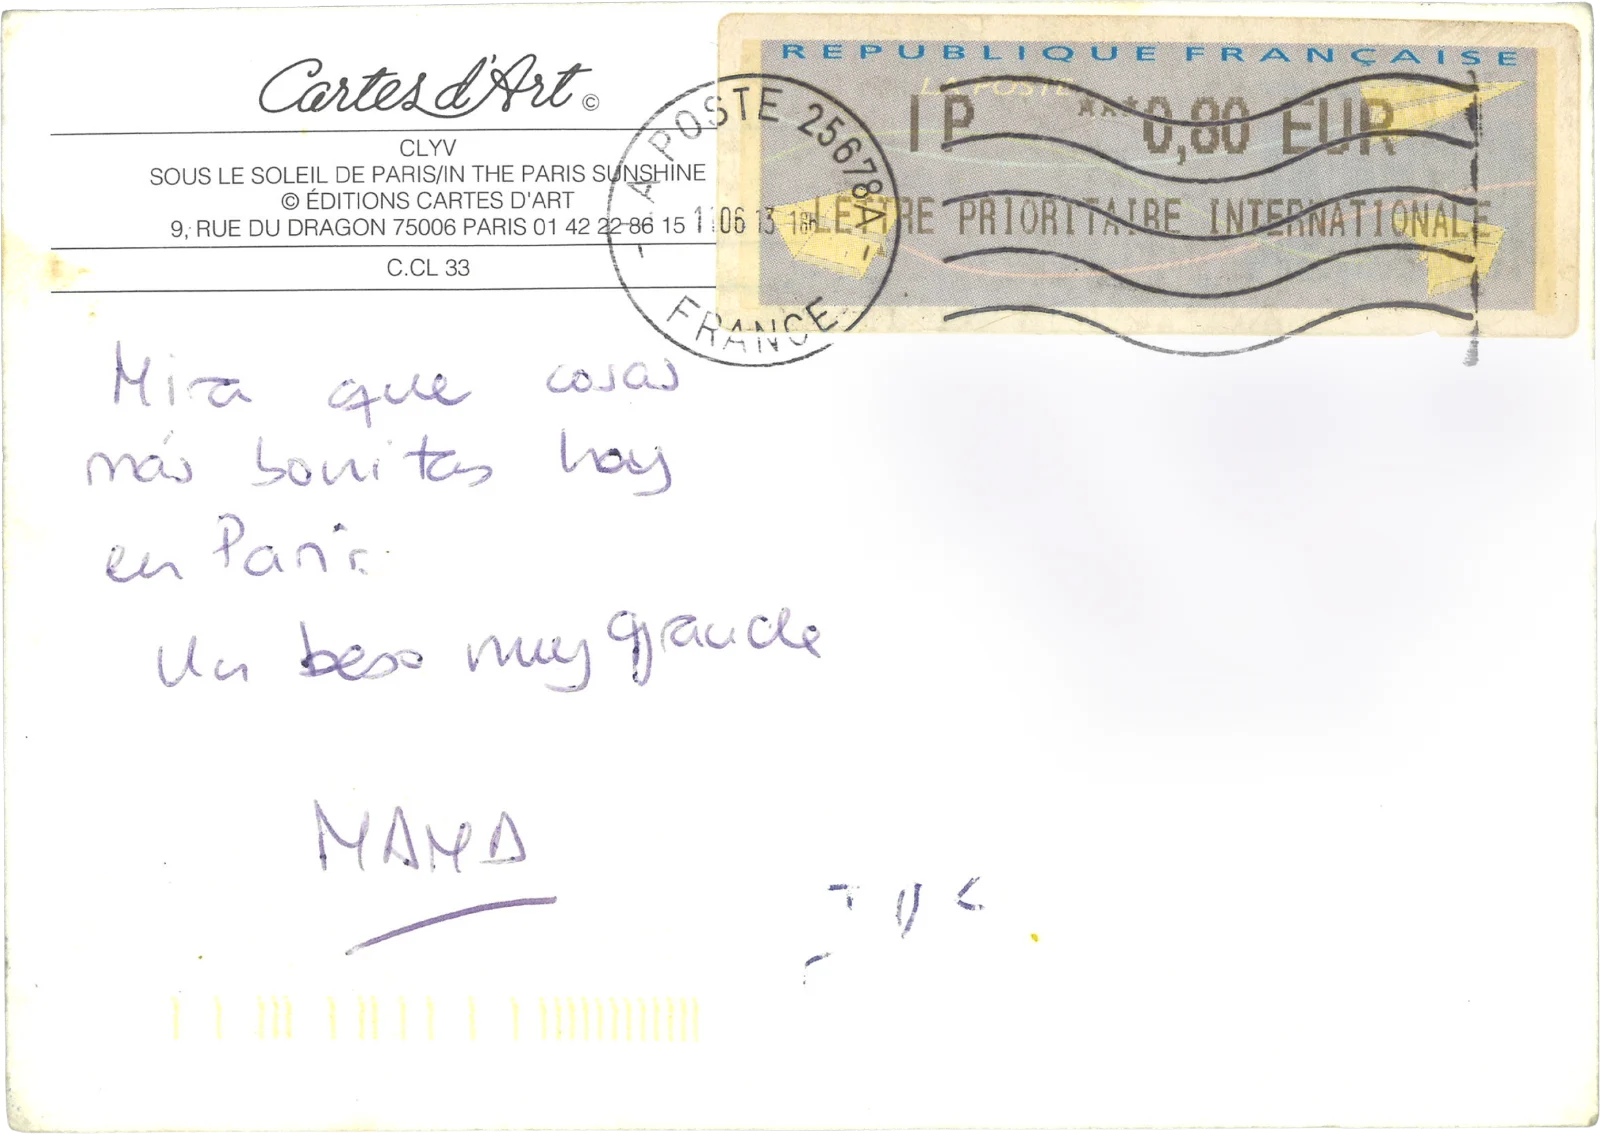 Cartes d'Art ©
CLYV
SOUS LE SOLEIL DE PARIS/IN THE PARIS SUNSHINE
© ÉDITIONS CARTES D'ART
9, RUE DU DRAGON 75006 PARIS 01 42 22 86 15
C.CL 33
REPUBLIQUE FRANÇAISE
LA POSTE
IP ***0,80 EUR
LETTRE PRIORITAIRE INTERNATIONALE
LA POSTE 25678A
06 13
FRANCE
Mira que cosas
más bonitas hay
en París.
Un beso muy grande
MAMA